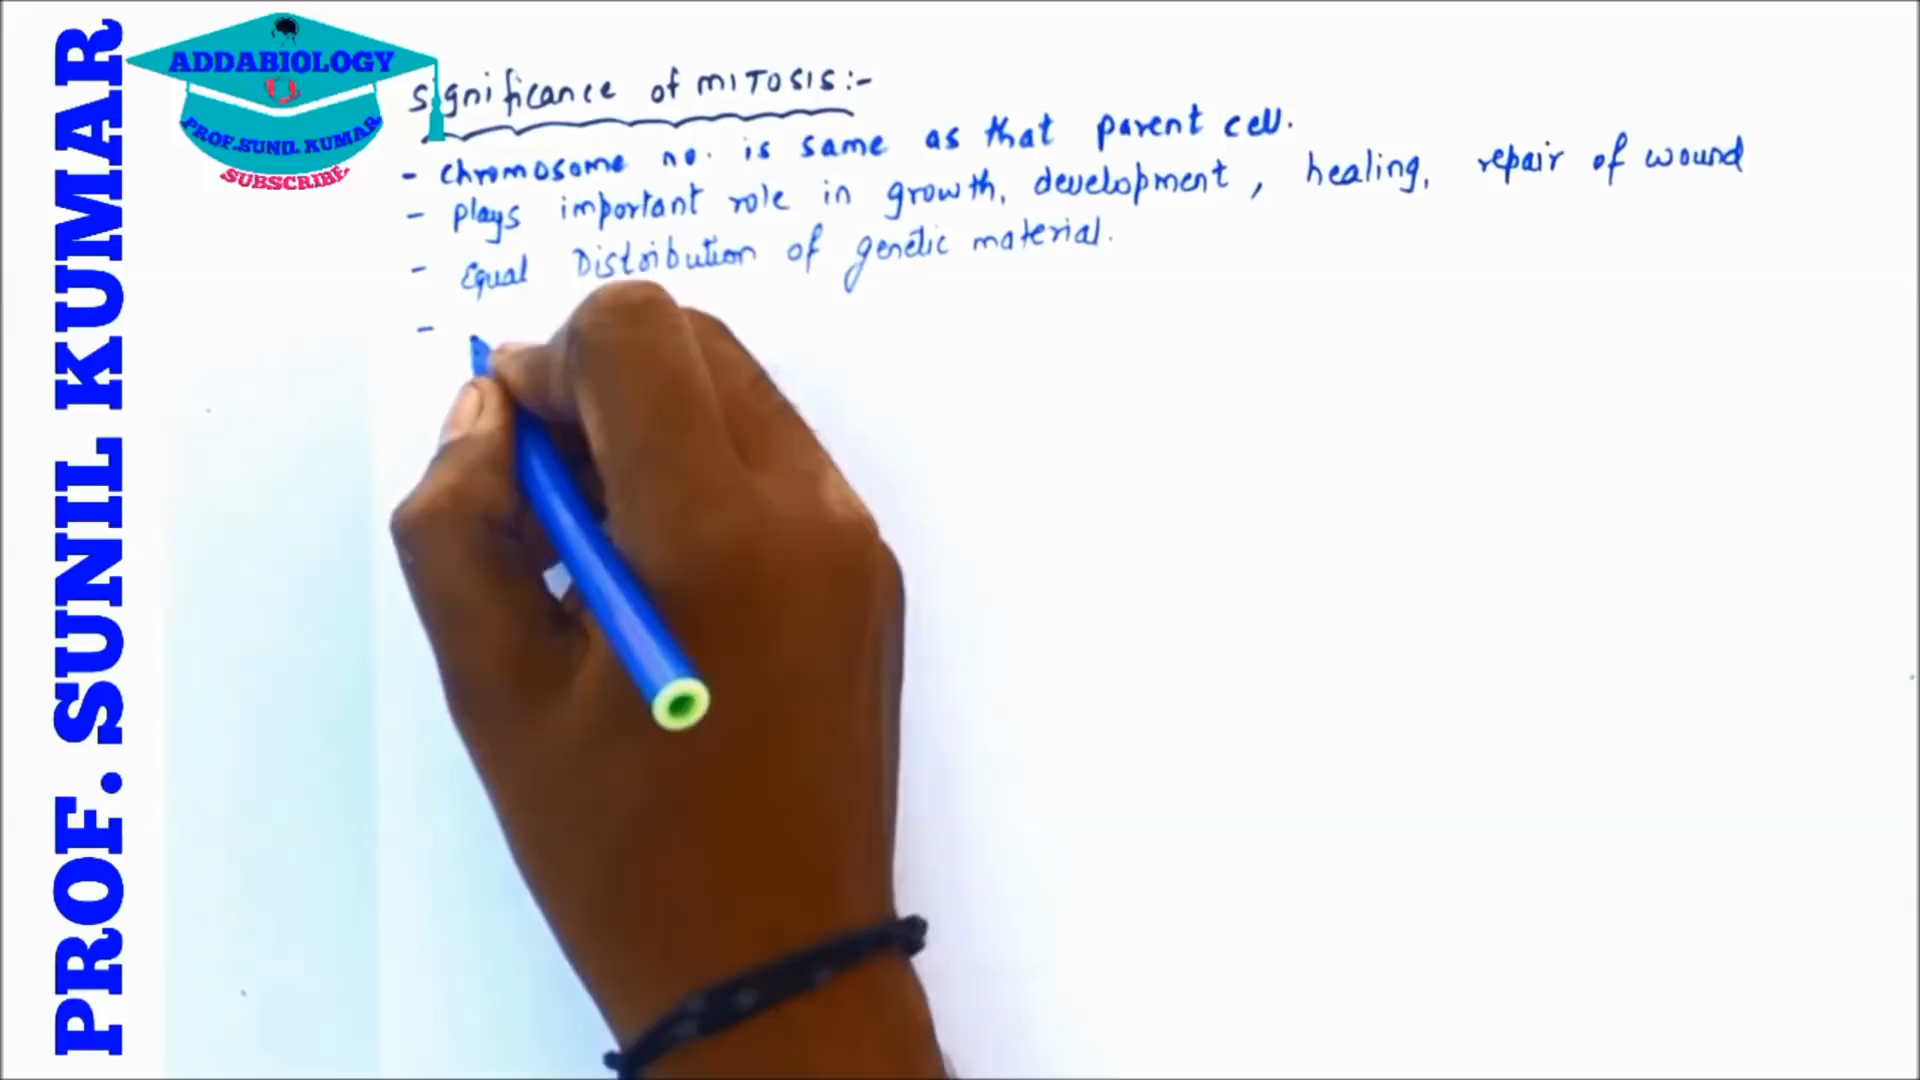 PROF. SUNIL KUMAR
ADDABIOLOGY
PROF.SUNIL KUMAR
SUBSCRIBE
Significance of MITOSIS:-
- Chromosome no. is same as that parent cell.
- Plays important role in growth, development, healing, repair of wound
- Equal Distribution of genetic material.
-